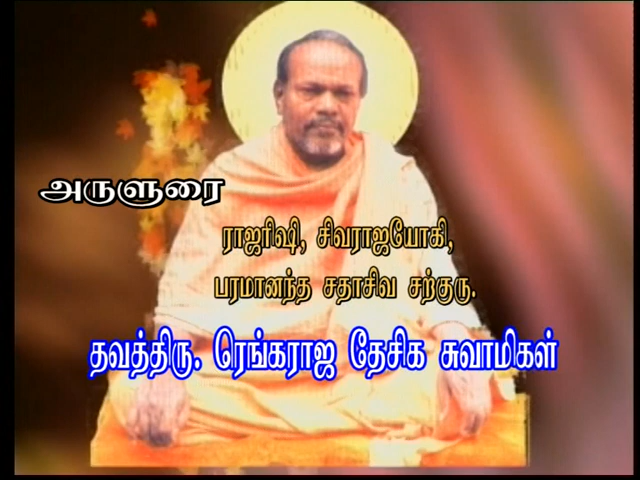 அருளுரை
ராஜரிஷி, சிவராஜயோகி,
பரமானந்த சதாசிவ சற்குரு.
தவத்திரு. ரெங்கராஜ தேசிக சுவாமிகள்